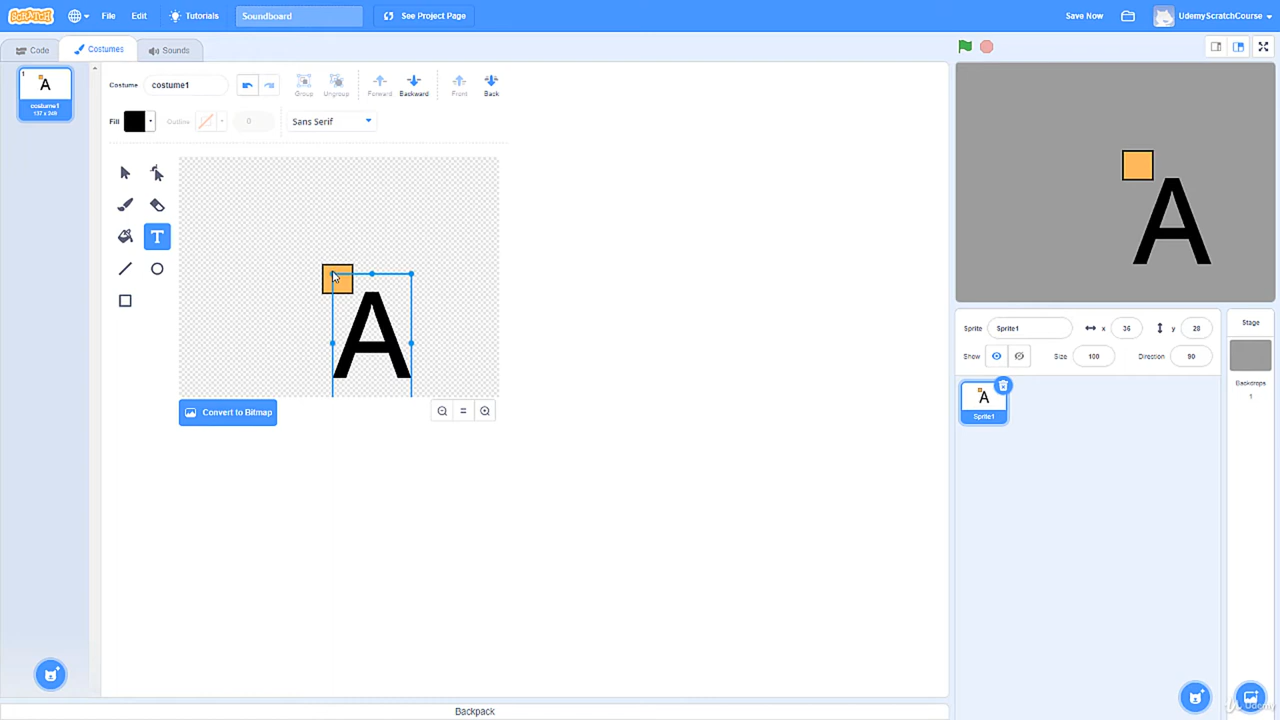 SCRATCH File Edit Tutorials Soundboard See Project Page Save Now UdemyScratchCourse
Code Costumes Sounds
1
A
costume1
137 x 248
Costume costume1 Group Ungroup Forward Backward Front Back
Fill Outline 0 Sans Serif
T
A
Convert to Bitmap
A
Sprite Sprite1 x 36 y 28
Show Size 100 Direction 90
A
Sprite1
Stage
Backdrops
1
Backpack
Udemy